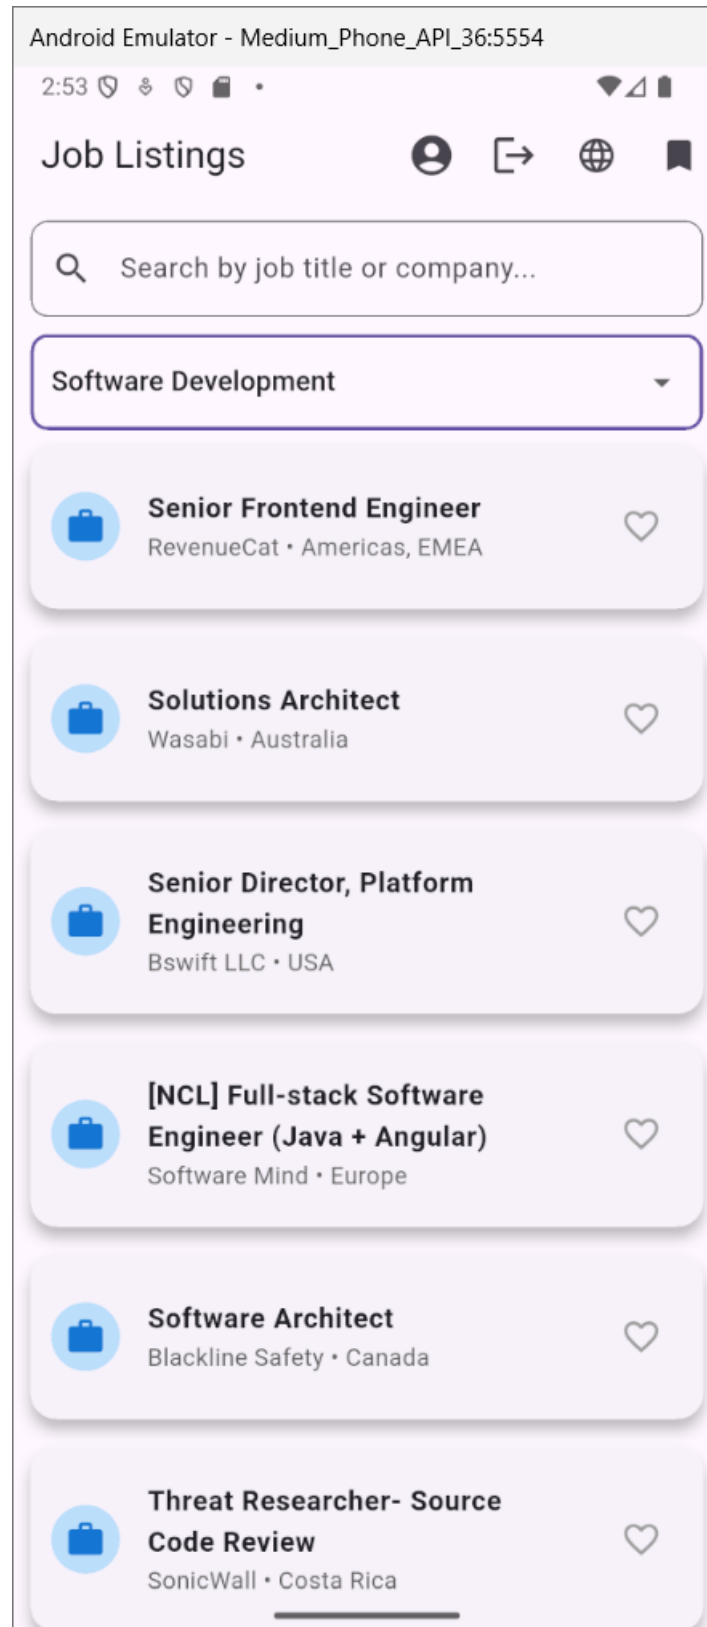 Android Emulator - Medium_Phone_API_36:5554
2:53
Job Listings
Search by job title or company...
Software Development
Senior Frontend Engineer
RevenueCat • Americas, EMEA
Solutions Architect
Wasabi • Australia
Senior Director, Platform
Engineering
Bswift LLC • USA
[NCL] Full-stack Software
Engineer (Java + Angular)
Software Mind • Europe
Software Architect
Blackline Safety • Canada
Threat Researcher- Source
Code Review
SonicWall • Costa Rica